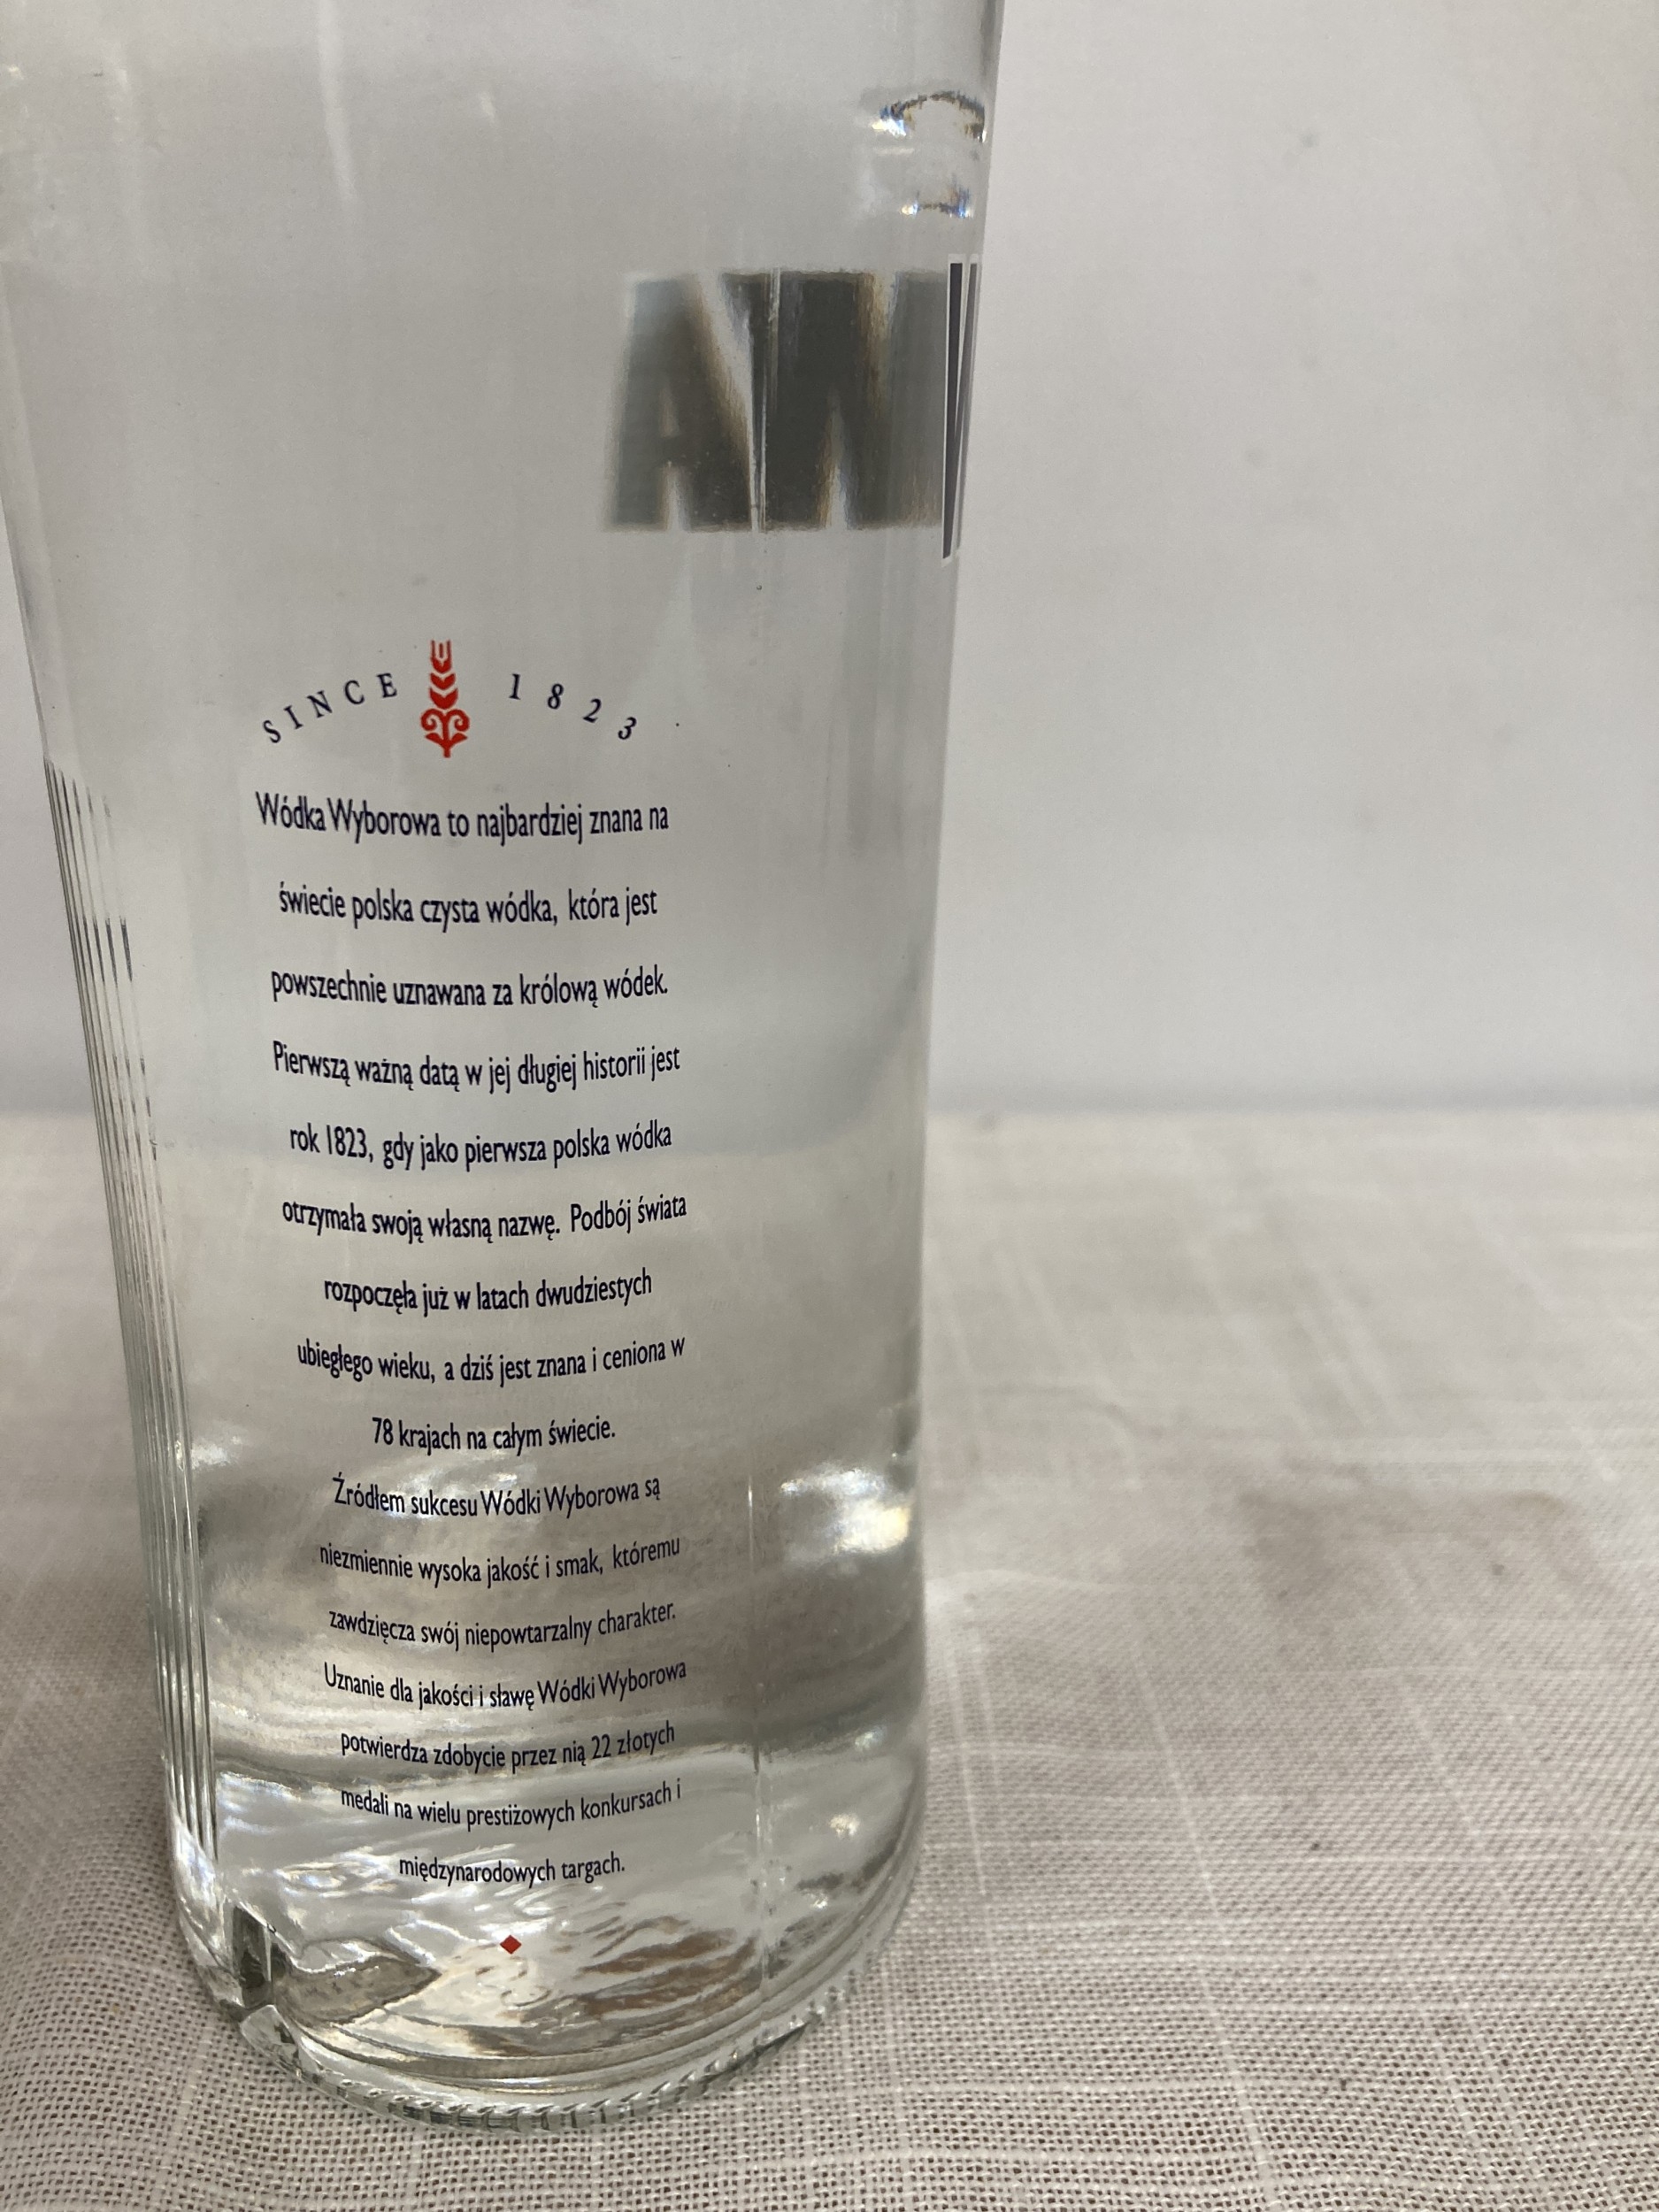 SINCE 1823
Wódka Wyborowa to najbardziej znana na
świecie polska czysta wódka, która jest
powszechnie uznawana za królową wódek.
Pierwszą ważną datą w jej długiej historii jest
rok 1823, gdy jako pierwsza polska wódka
otrzymała swoją własną nazwę. Podbój świata
rozpoczęła już w latach dwudziestych
ubiegłego wieku, a dziś jest znana i ceniona w
78 krajach na całym świecie.
Źródłem sukcesu Wódki Wyborowa są
niezmiennie wysoka jakość i smak, któremu
zawdzięcza swój niepowtarzalny charakter.
Uznanie dla jakości i sławę Wódki Wyborowa
potwierdza zdobycie przez nią 22 złotych
medali na wielu prestiżowych konkursach i
międzynarodowych targach.